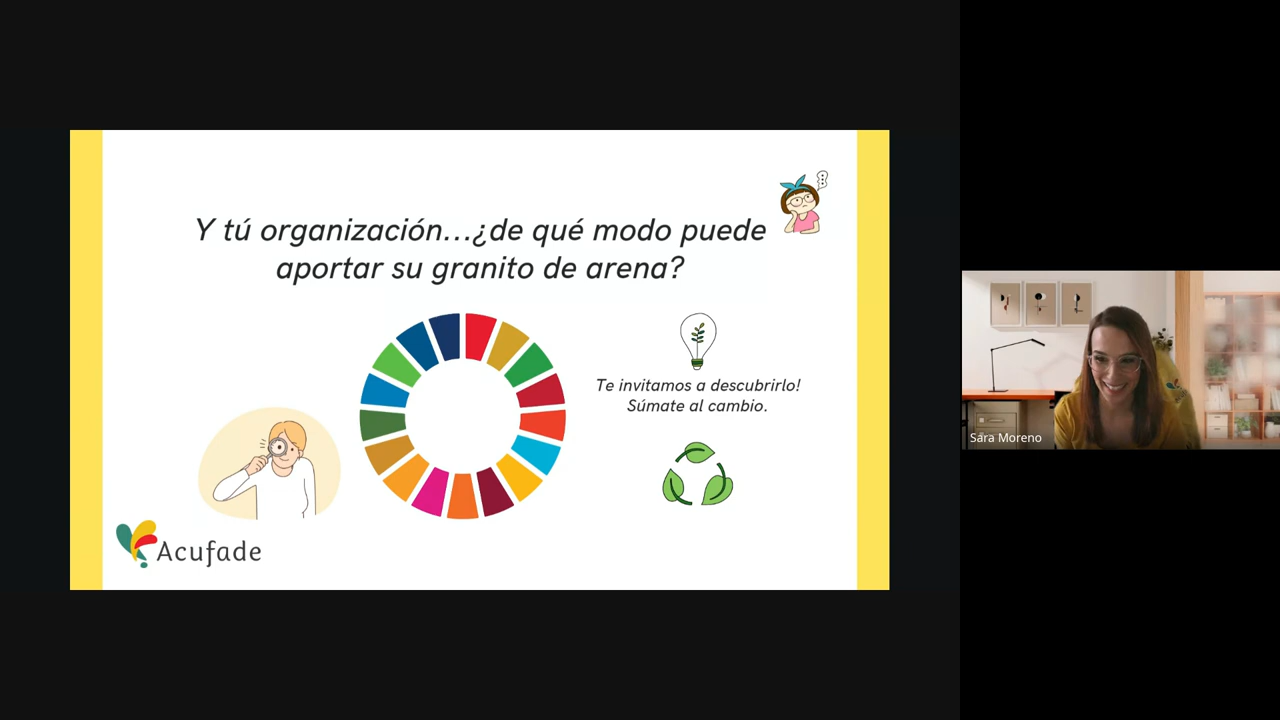 Y tú organización...¿de qué modo puede
aportar su granito de arena?
Te invitamos a descubrirlo!
Súmate al cambio.
Acufade
Sara Moreno